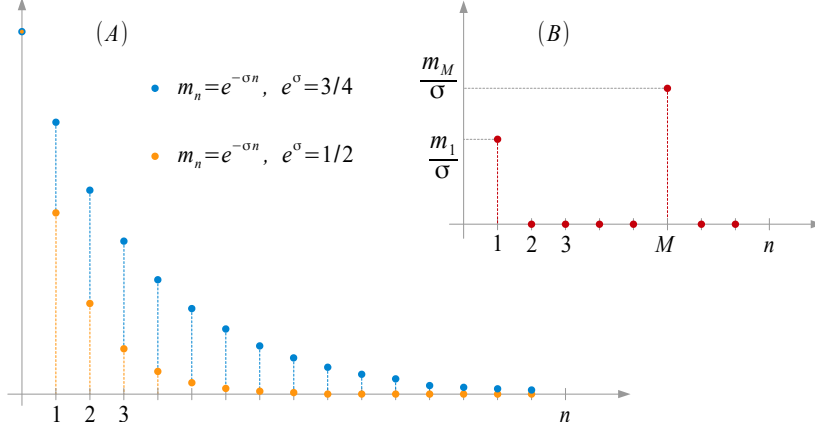 (A)
m_n=e^{-σn}, e^σ=3/4
m_n=e^{-σn}, e^σ=1/2
1 2 3 n
(B)
m_M/σ
m_1/σ
1 2 3 M n